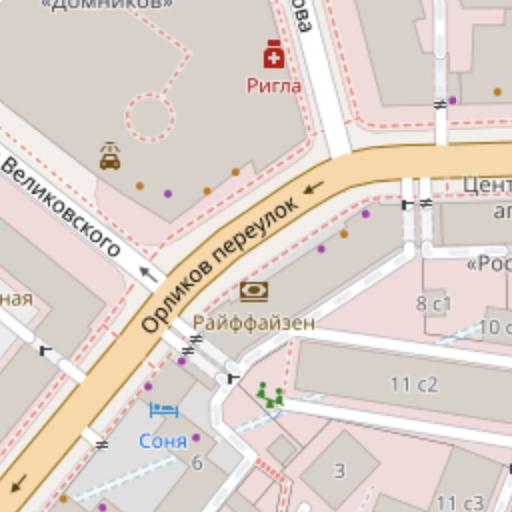 «Домников»
ова
Ригла
Великовского
Орликов переулок
Цент
ап
«Рос
ная
Райффайзен
8 с1
10 с
11 с2
Соня
6
3
11 с3